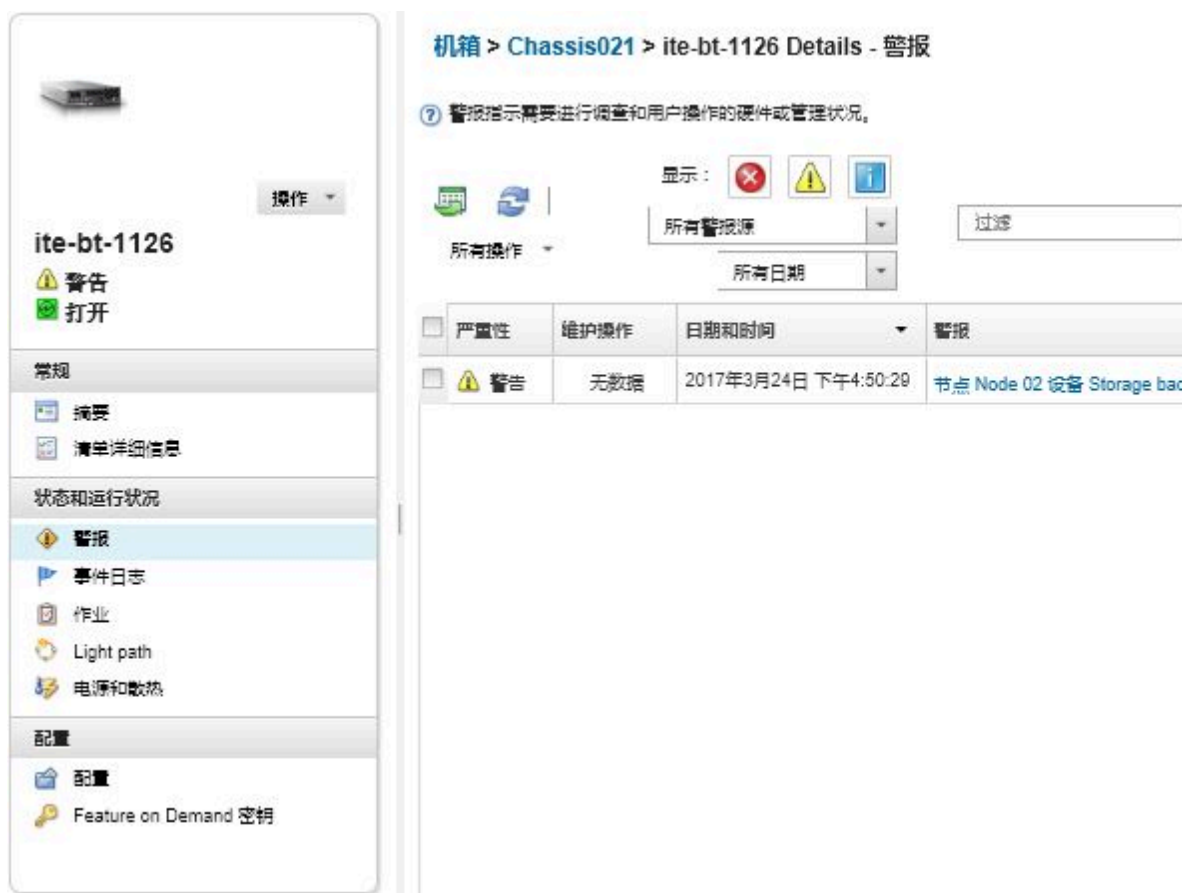 操作
ite-bt-1126
警告
打开
常规
摘要
清单详细信息
状态和运行状况
警报
事件日志
作业
Light path
电源和散热
配置
配置
Feature on Demand 密钥
机箱 > Chassis021 > ite-bt-1126 Details - 警报
警报指示需要进行调查和用户操作的硬件或管理状况。
显示：
所有警报源
过滤
所有操作
所有日期
严重性 维护操作 日期和时间 警报
警告 无数据 2017年3月24日 下午4:50:29 节点 Node 02 设备 Storage bac